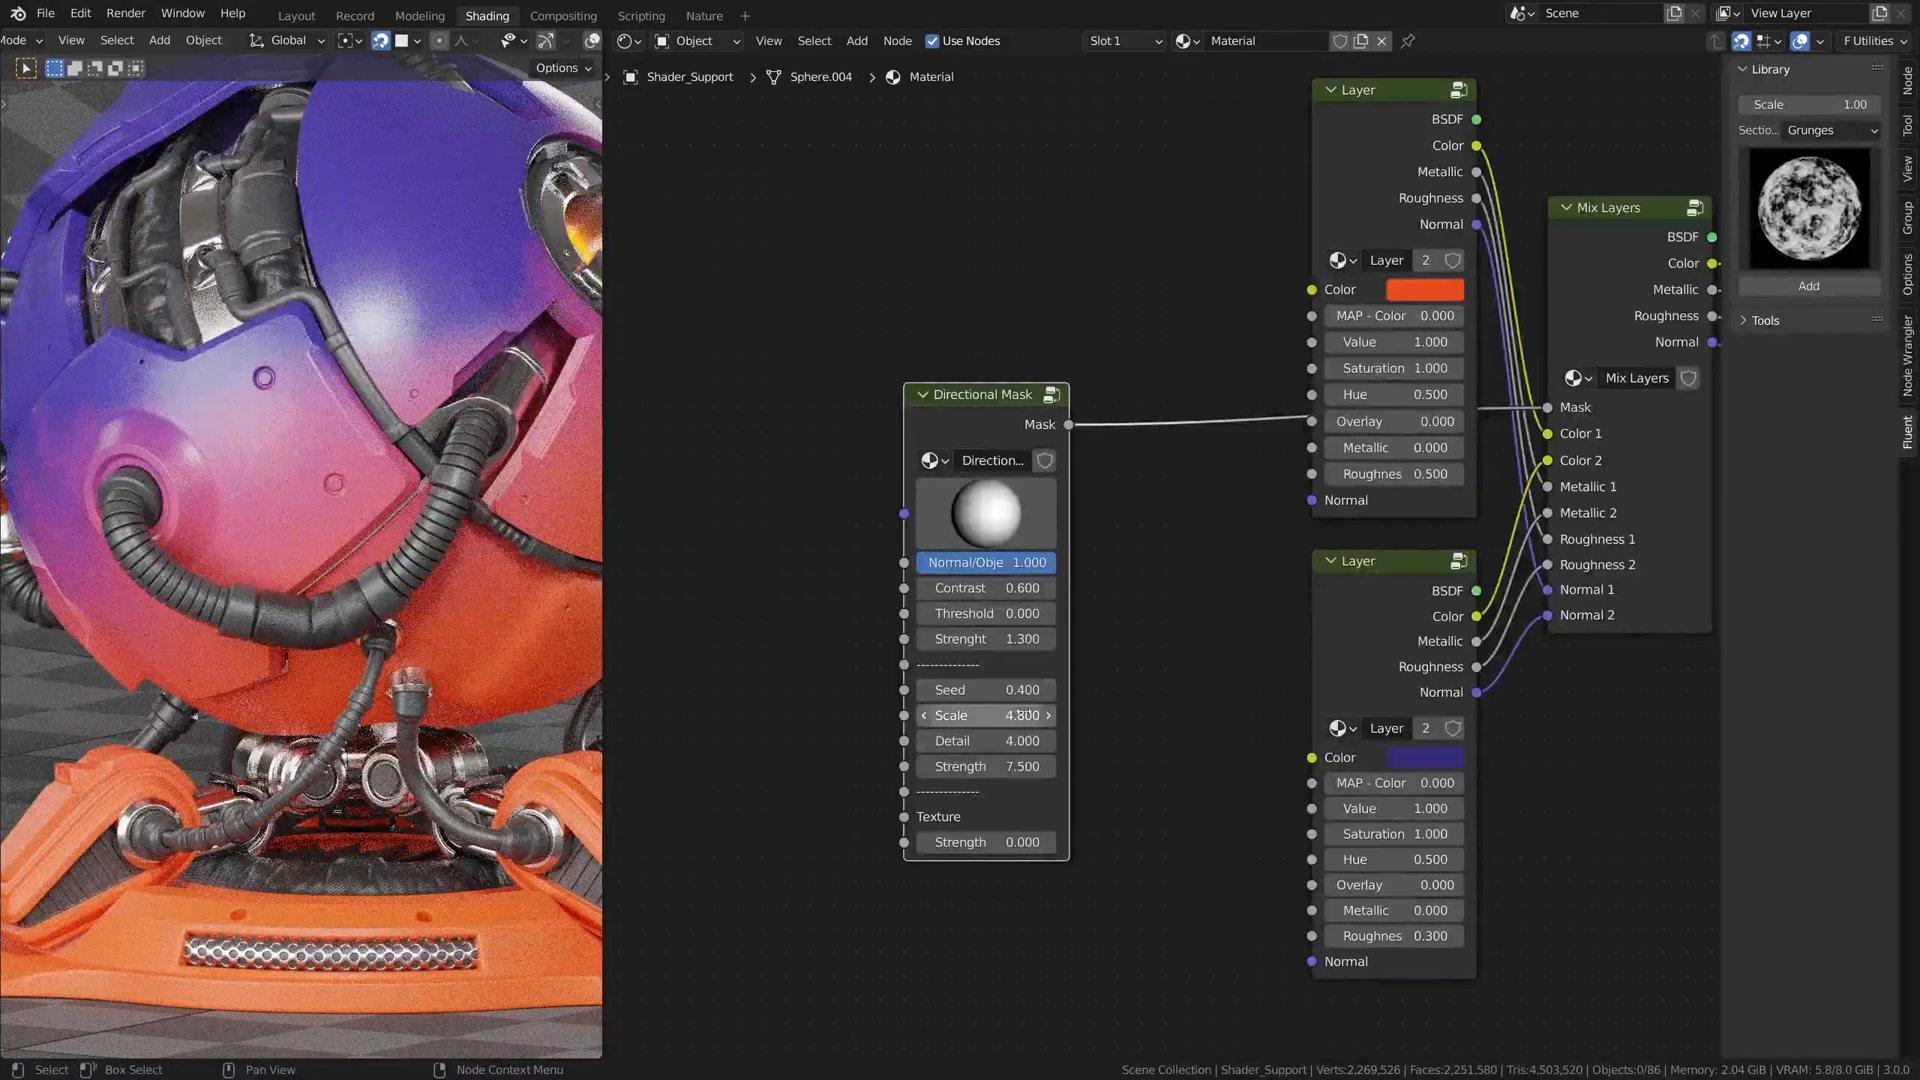 File Edit Render Window Help Layout Record Modeling Shading Compositing Scripting Nature + Scene View Layer
Mode View Select Add Object Global Object View Select Add Node Use Nodes Slot 1 Material F Utilities
Options
Shader_Support > Sphere.004 > Material
Layer
BSDF
Color
Metallic
Roughness
Normal
Layer 2
Color
MAP - Color 0.000
Value 1.000
Saturation 1.000
Hue 0.500
Overlay 0.000
Metallic 0.000
Roughnes 0.500
Normal
Directional Mask
Mask
Direction...
Normal/Obje 1.000
Contrast 0.600
Threshold 0.000
Strenght 1.300
--------------
Seed 0.400
Scale 4.800
Detail 4.000
Strength 7.500
--------------
Texture
Strength 0.000
Layer
BSDF
Color
Metallic
Roughness
Normal
Layer 2
Color
MAP - Color 0.000
Value 1.000
Saturation 1.000
Hue 0.500
Overlay 0.000
Metallic 0.000
Roughnes 0.300
Normal
Mix Layers
BSDF
Color
Metallic
Roughness
Normal
Mix Layers
Mask
Color 1
Color 2
Metallic 1
Metallic 2
Roughness 1
Roughness 2
Normal 1
Normal 2
Library
Scale 1.00
Sectio... Grunges
Add
Tools
Node
Tool
View
Group
Options
Node Wrangler
Fluent
Select Box Select Pan View Node Context Menu Scene Collection | Shader_Support | Verts:2,269,526 | Faces:2,251,580 | Tris:4,503,520 | Objects:0/86 | Memory: 2.04 GiB | VRAM: 5.8/8.0 GiB | 3.0.0